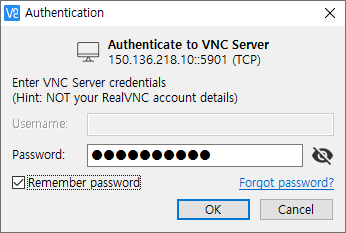 Authentication
Authenticate to VNC Server
150.136.218.10::5901 (TCP)
Enter VNC Server credentials
(Hint: NOT your RealVNC account details)
Username:
Password: ●●●●●●●●●●
Remember password Forgot password?
OK Cancel